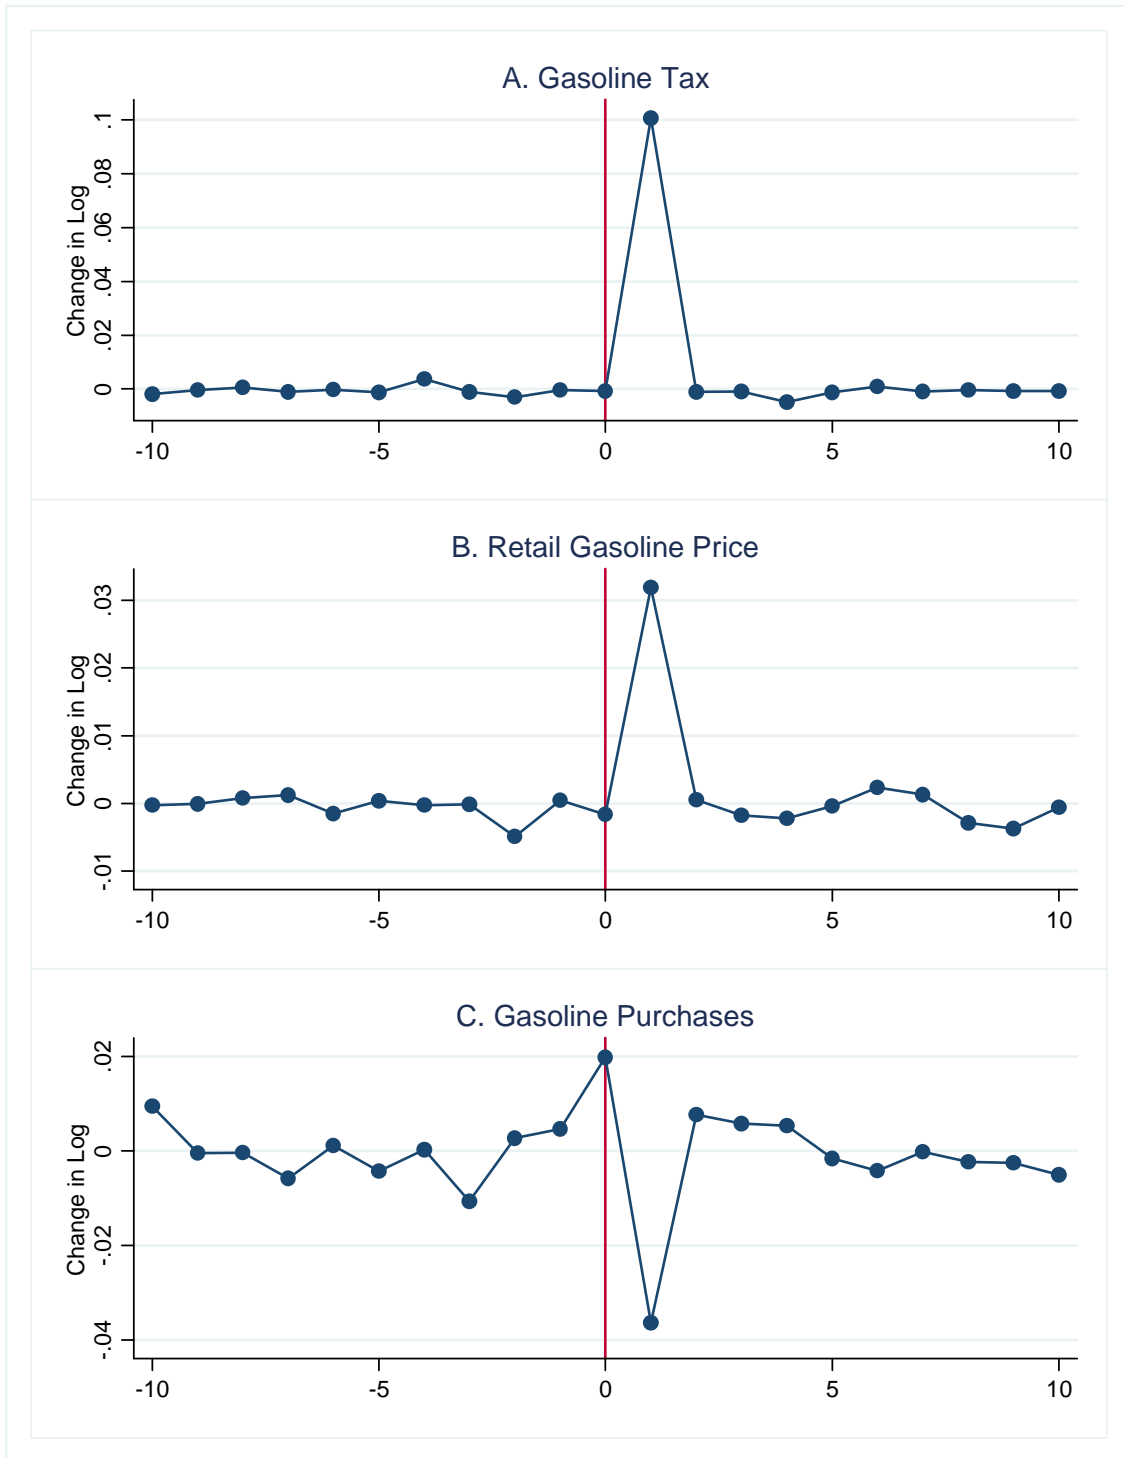 A. Gasoline Tax
Change in Log
.1
.08
.06
.04
.02
0
-10 -5 0 5 10
B. Retail Gasoline Price
Change in Log
.03
.02
.01
0
-.01
-10 -5 0 5 10
C. Gasoline Purchases
Change in Log
.02
0
-.02
-.04
-10 -5 0 5 10